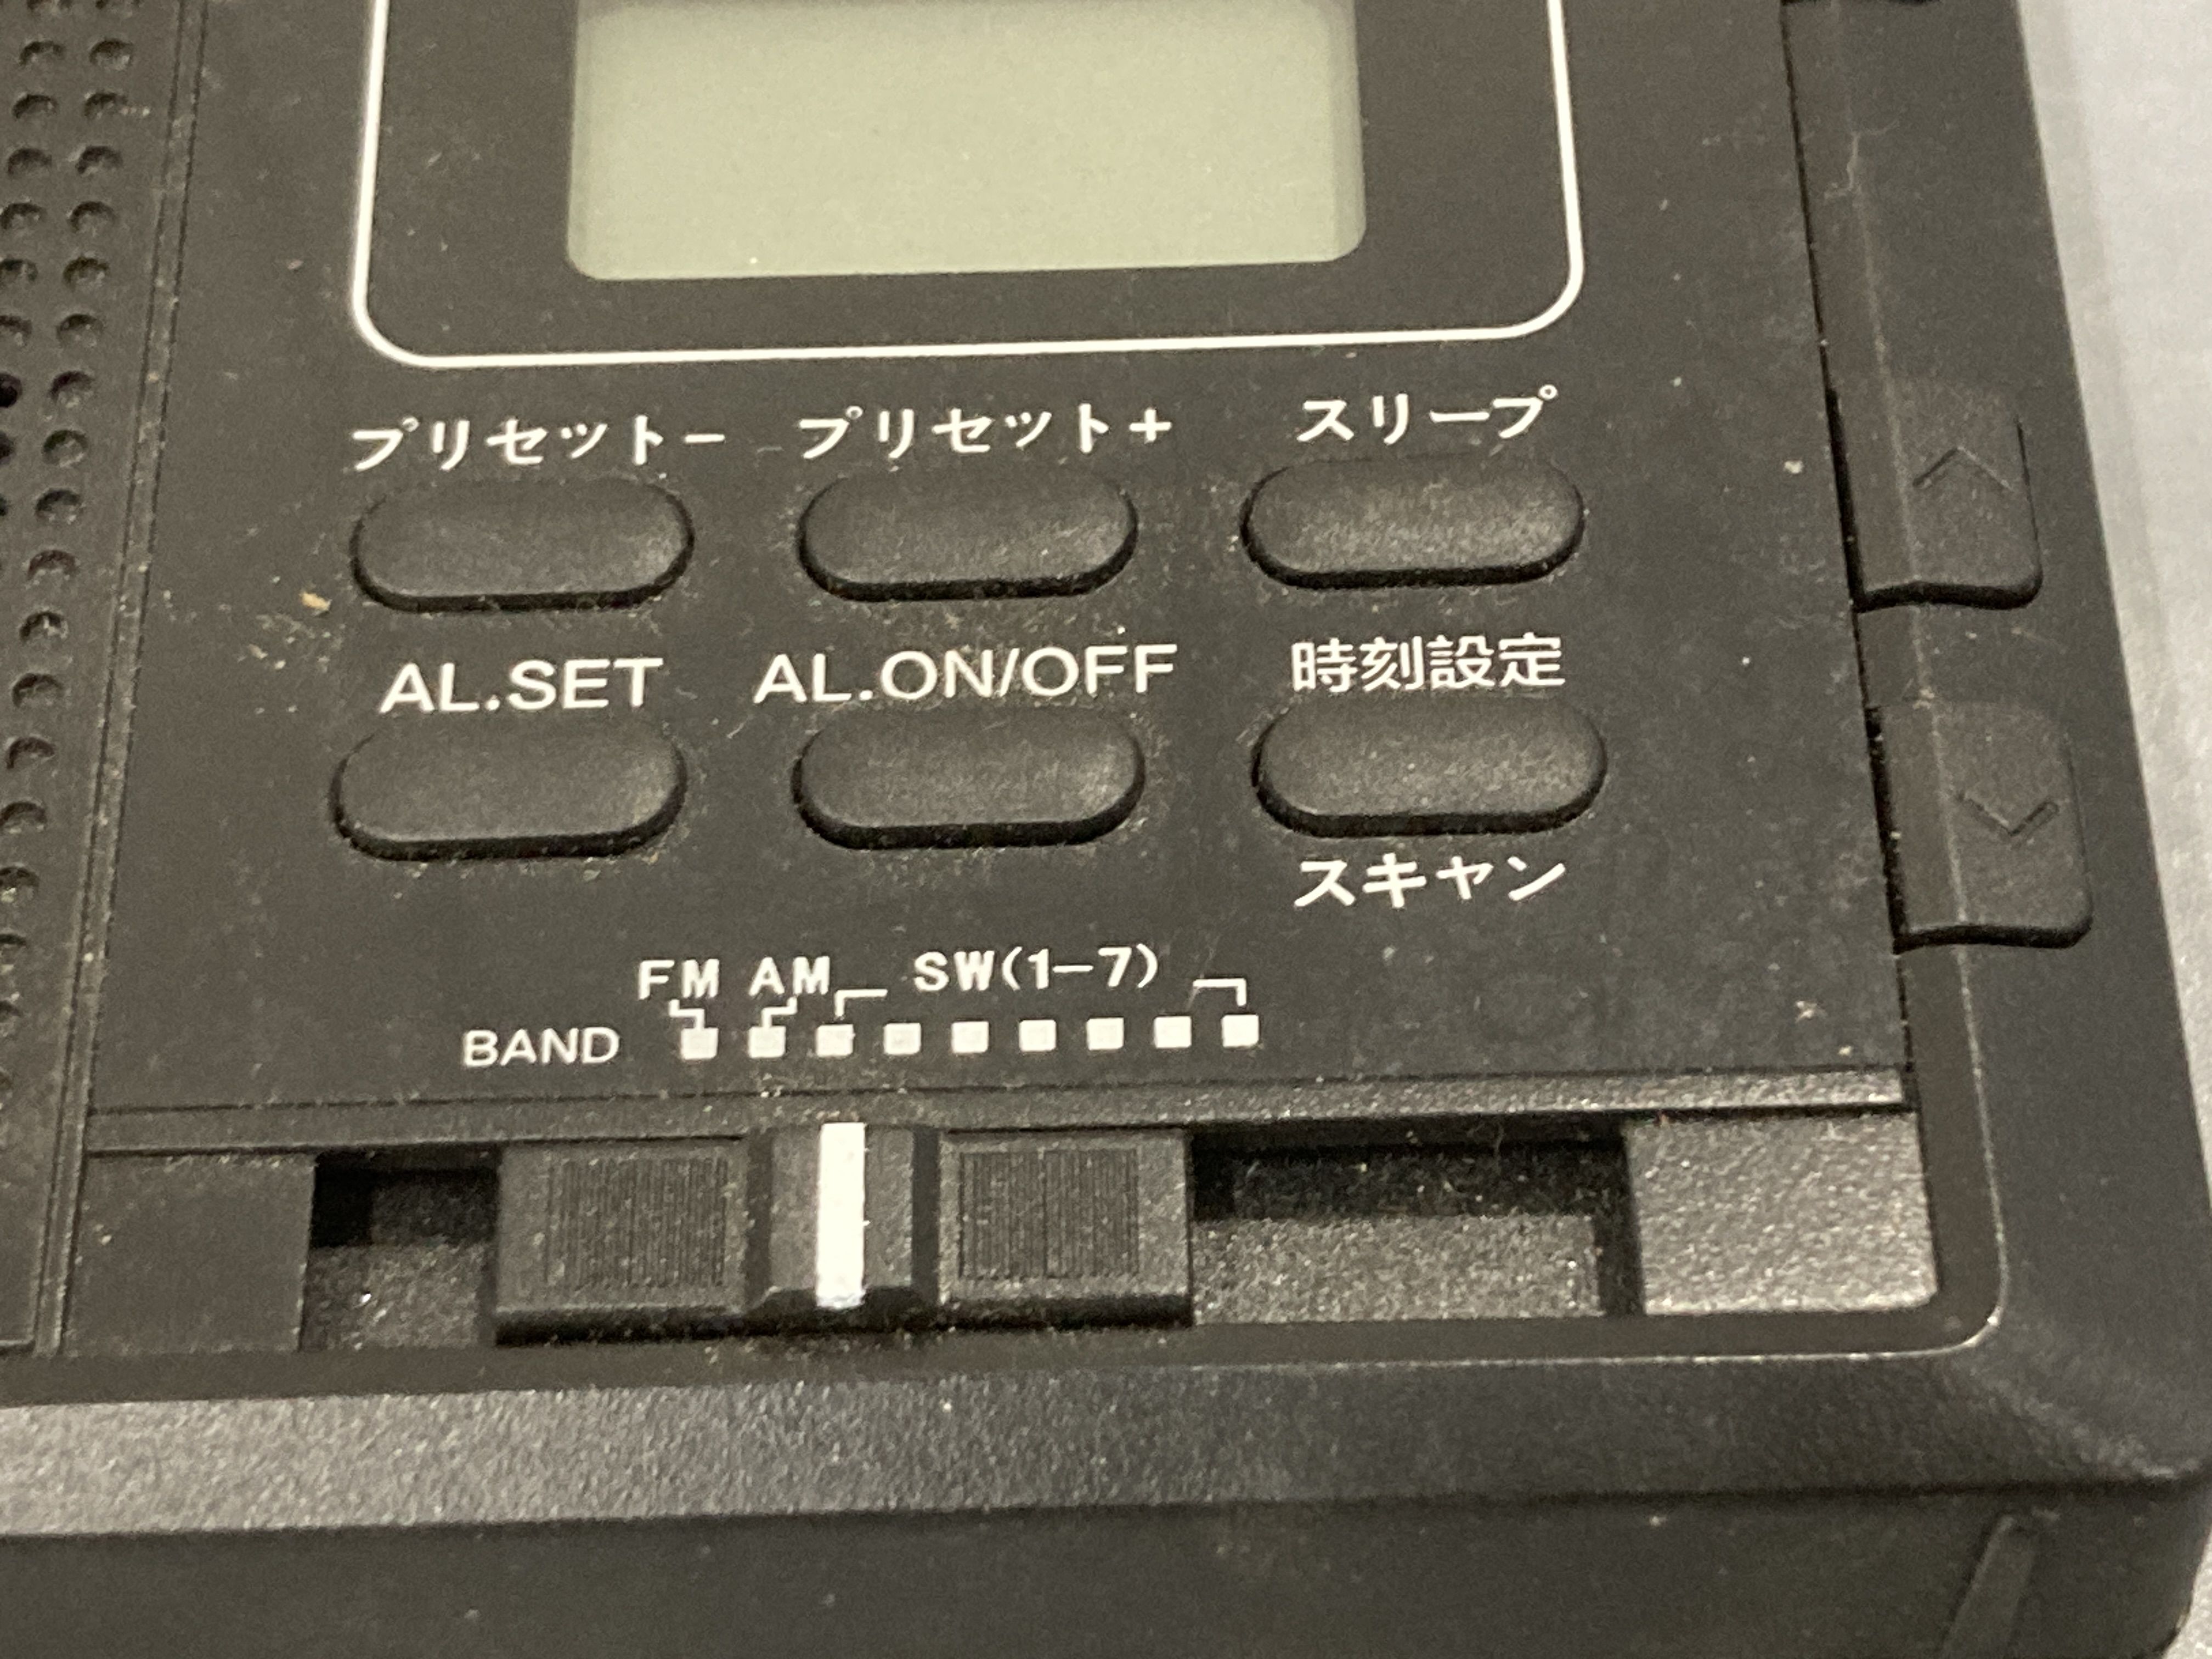 プリセット− プリセット+ スリープ
AL.SET AL.ON/OFF 時刻設定
スキャン
FM AM SW(1−7)
BAND